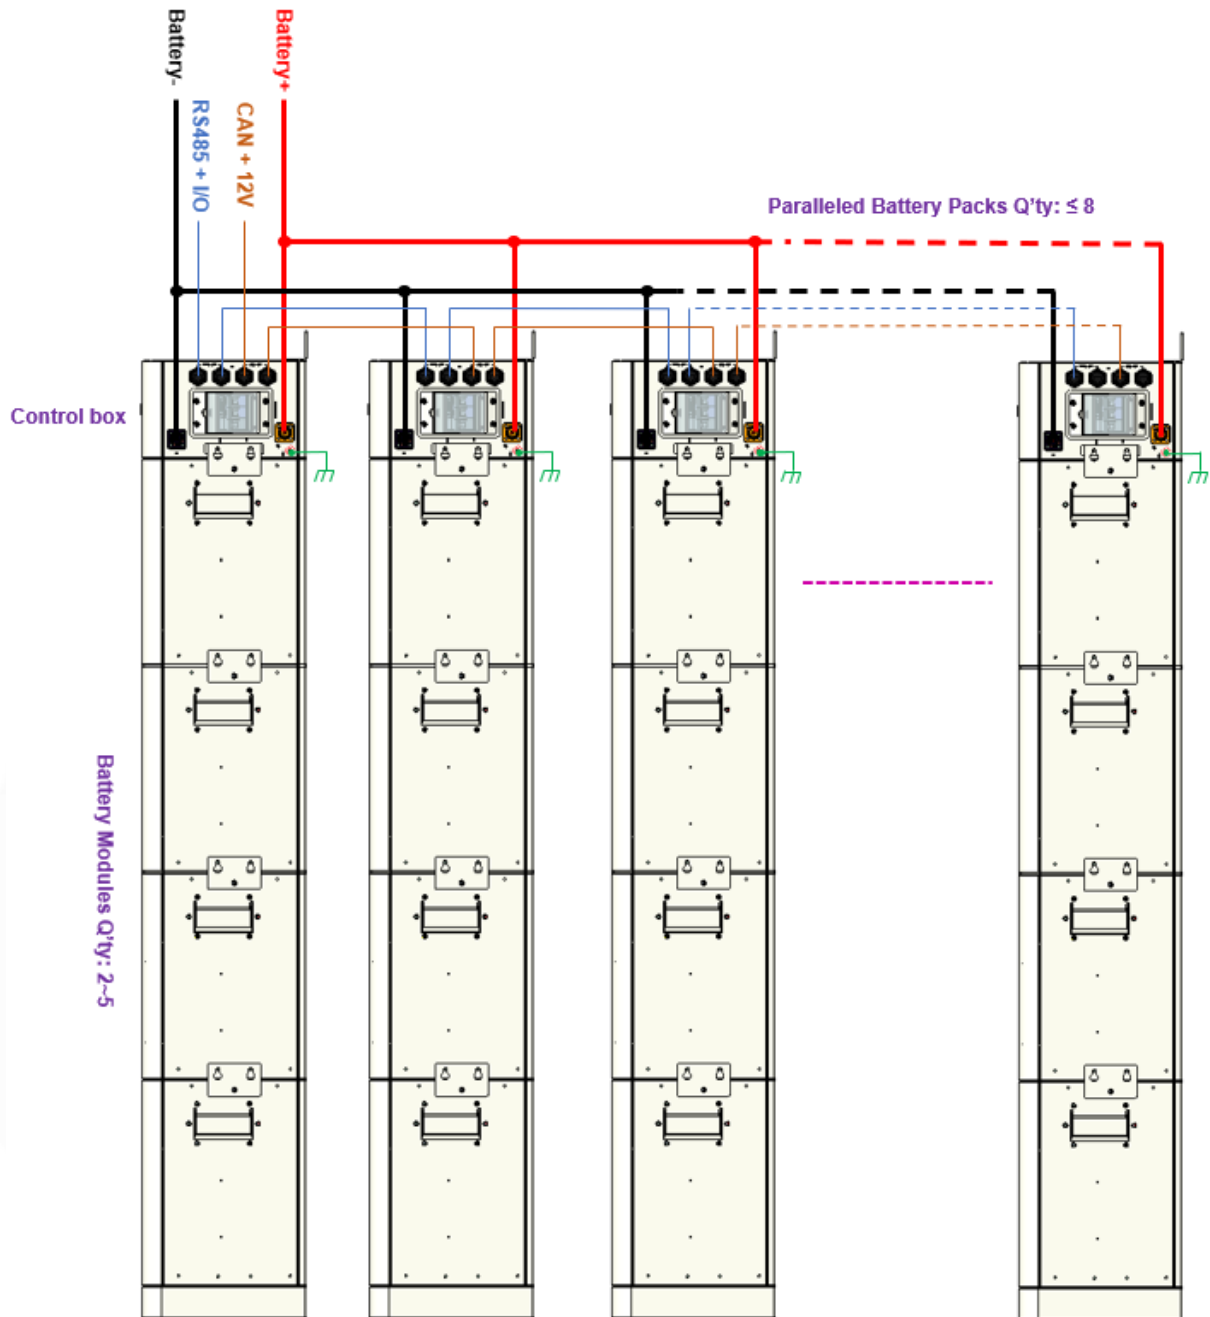 Battery-
Battery+
RS485 + I/O
CAN + 12V
Paralleled Battery Packs Q'ty: ≤ 8
Control box
Battery Modules Q'ty: 2~5